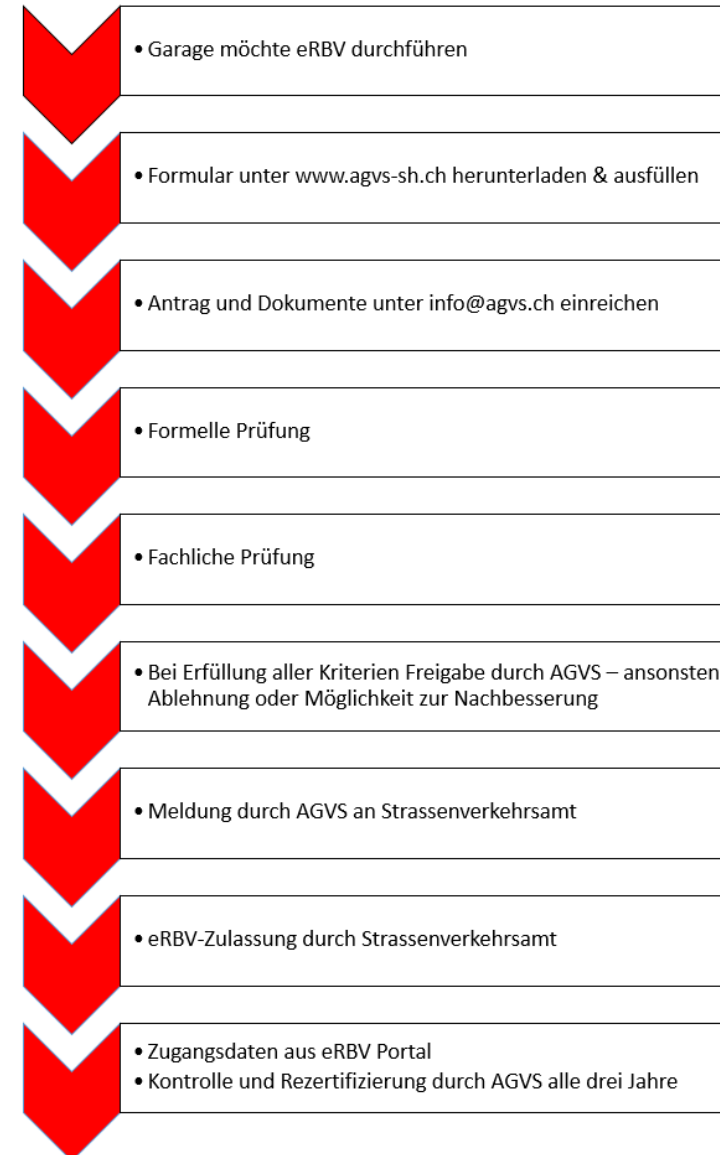 • Garage möchte eRBV durchführen
• Formular unter www.agvs-sh.ch herunterladen & ausfüllen
• Antrag und Dokumente unter info@agvs.ch einreichen
• Formelle Prüfung
• Fachliche Prüfung
• Bei Erfüllung aller Kriterien Freigabe durch AGVS – ansonsten
Ablehnung oder Möglichkeit zur Nachbesserung
• Meldung durch AGVS an Strassenverkehrsamt
• eRBV-Zulassung durch Strassenverkehrsamt
• Zugangsdaten aus eRBV Portal
• Kontrolle und Rezertifizierung durch AGVS alle drei Jahre